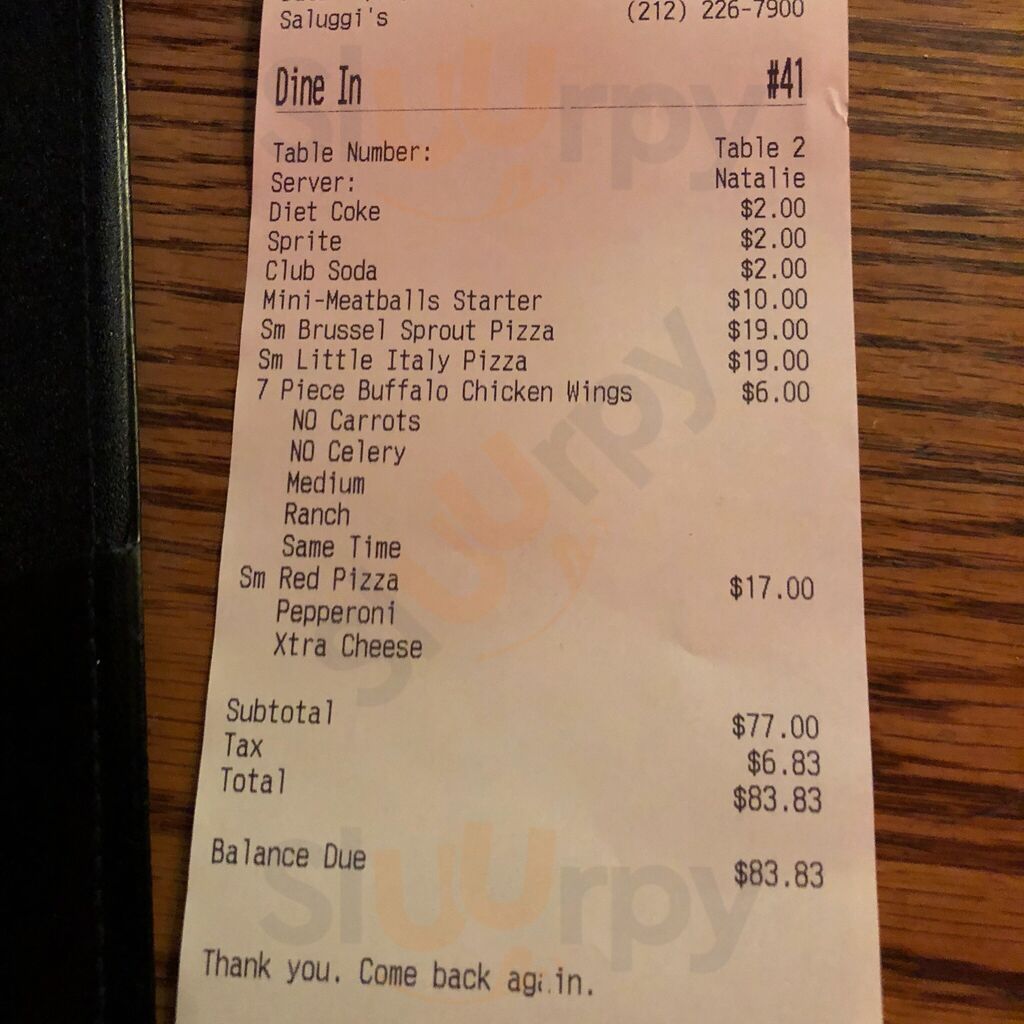 Saluggi's (212) 226-7900
Dine In #41
Table Number: Table 2
Server: Natalie
Diet Coke $2.00
Sprite $2.00
Club Soda $2.00
Mini-Meatballs Starter $10.00
Sm Brussel Sprout Pizza $19.00
Sm Little Italy Pizza $19.00
7 Piece Buffalo Chicken Wings $6.00
NO Carrots
NO Celery
Medium
Ranch
Same Time
Sm Red Pizza $17.00
Pepperoni
Xtra Cheese
Subtotal $77.00
Tax $6.83
Total $83.83
Balance Due $83.83
Thank you. Come back again.
Sluurpy
Sluurpy
Sluurpy